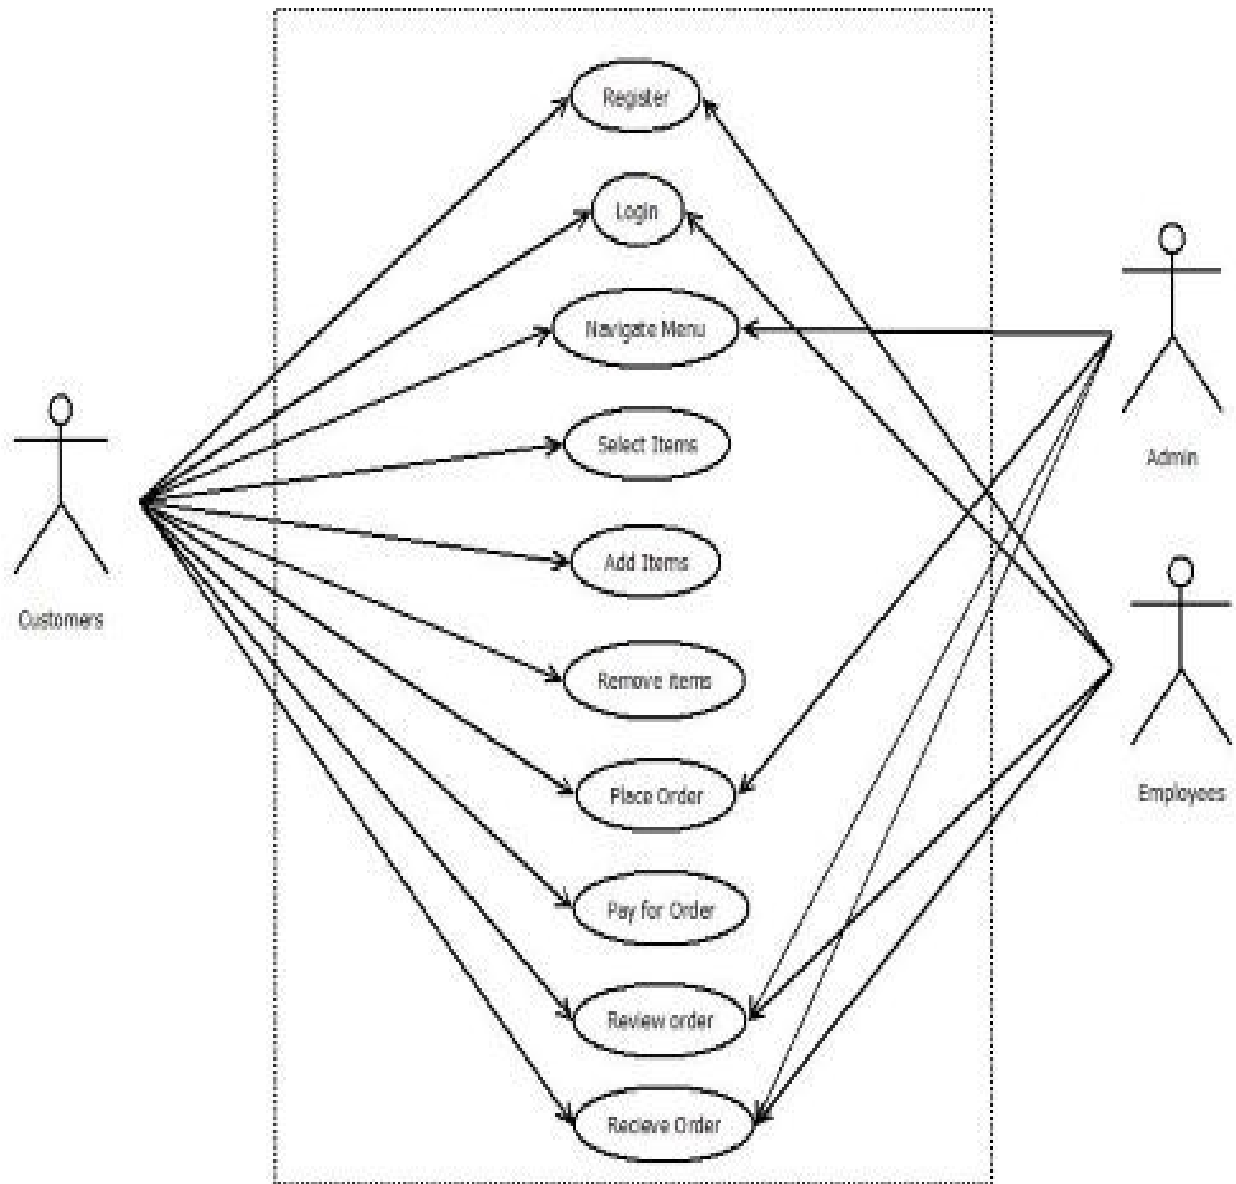 Register
Login
Navigate Menu
Select Items
Add Items
Remove items
Place Order
Pay for Order
Review order
Recieve Order
Customers
Admin
Employees